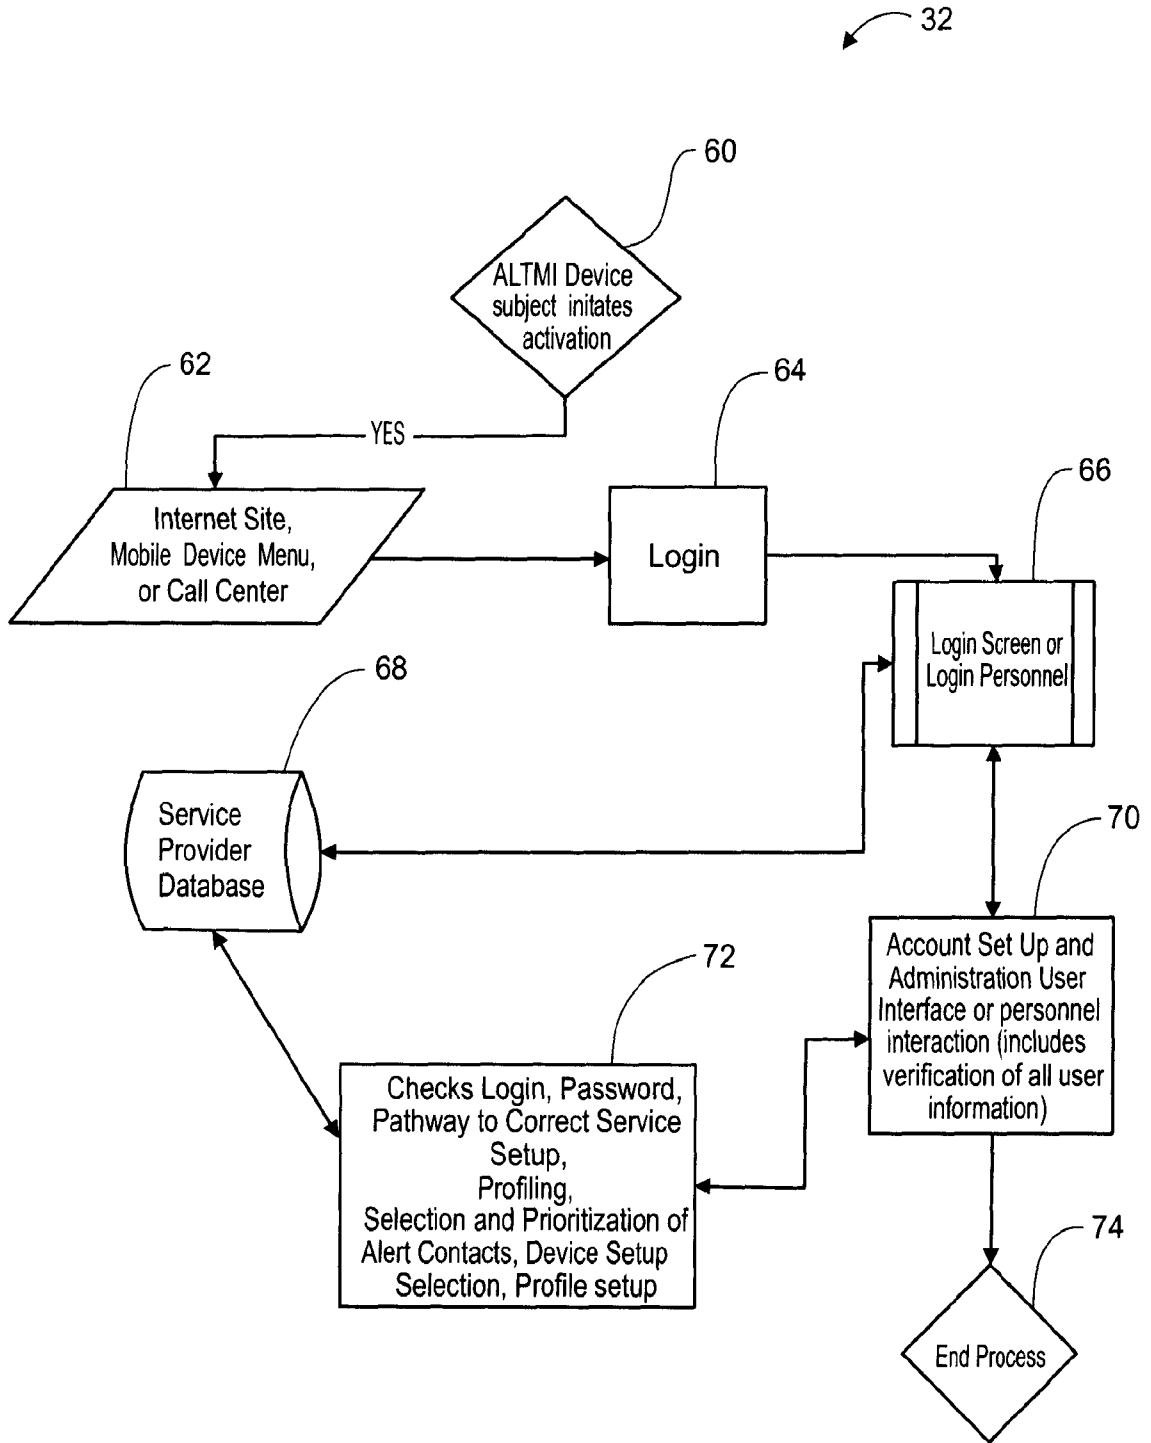 32
60
ALTMI Device
subject initates
activation
YES
62
Internet Site,
Mobile Device Menu,
or Call Center
64
Login
66
Login Screen or
Login Personnel
68
Service
Provider
Database
70
Account Set Up and
Administration User
Interface or personnel
interaction (includes
verification of all user
information)
72
Checks Login, Password,
Pathway to Correct Service
Setup,
Profiling,
Selection and Prioritization of
Alert Contacts, Device Setup
Selection, Profile setup
74
End Process